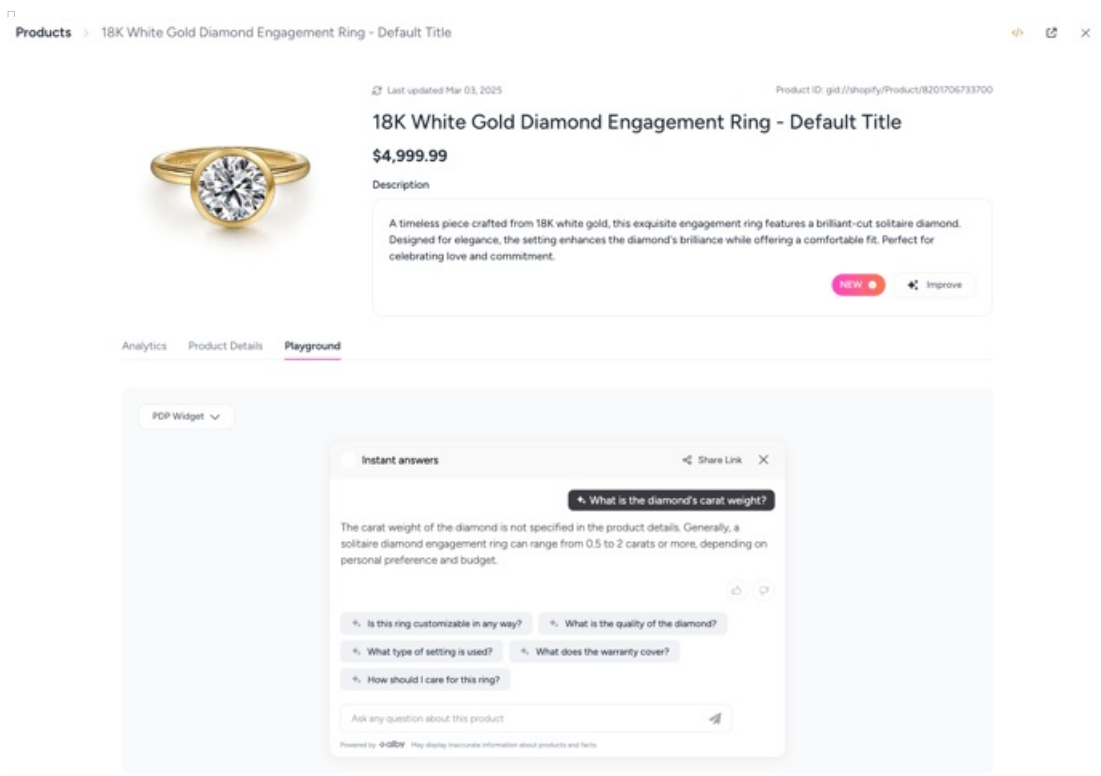 Products > 18K White Gold Diamond Engagement Ring - Default Title
</>
Last updated Mar 03, 2025
Product ID: gid://shopify/Product/8201706733700
18K White Gold Diamond Engagement Ring - Default Title
$4,999.99
Description
A timeless piece crafted from 18K white gold, this exquisite engagement ring features a brilliant-cut solitaire diamond.
Designed for elegance, the setting enhances the diamond's brilliance while offering a comfortable fit. Perfect for
celebrating love and commitment.
NEW
Improve
Analytics
Product Details
Playground
PDP Widget
Instant answers
Share Link
What is the diamond's carat weight?
The carat weight of the diamond is not specified in the product details. Generally, a
solitaire diamond engagement ring can range from 0.5 to 2 carats or more, depending on
personal preference and budget.
Is this ring customizable in any way?
What is the quality of the diamond?
What type of setting is used?
What does the warranty cover?
How should I care for this ring?
Ask any question about this product
Powered by alby May display inaccurate information about products and facts.